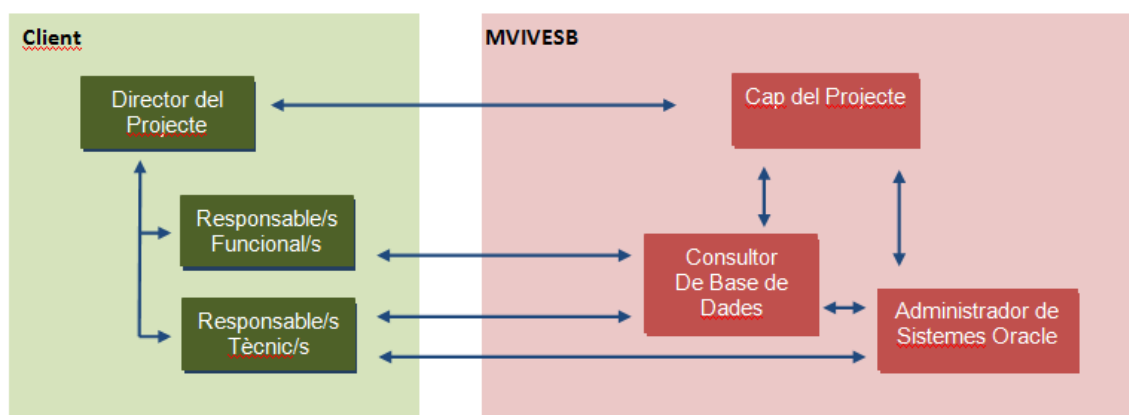 Client
MVIVESB
Director del
Projecte
Cap del Projecte
Responsable/s
Funcional/s
Consultor
De Base de
Dades
Responsable/s
Tècnic/s
Administrador de
Sistemes Oracle